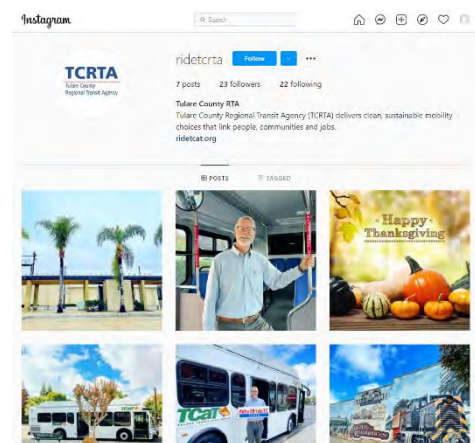 Instagram
Search
ridetcrta Follow
7 posts 23 followers 22 following
TCRTA
Tulare County
Regional Transit Agency
Tulare County RTA
Tulare County Regional Transit Agency (TCRTA) delivers clean, sustainable mobility
choices that link people, communities and jobs.
ridetcat.org
POSTS TAGGED
Happy
Thanksgiving
TCaT